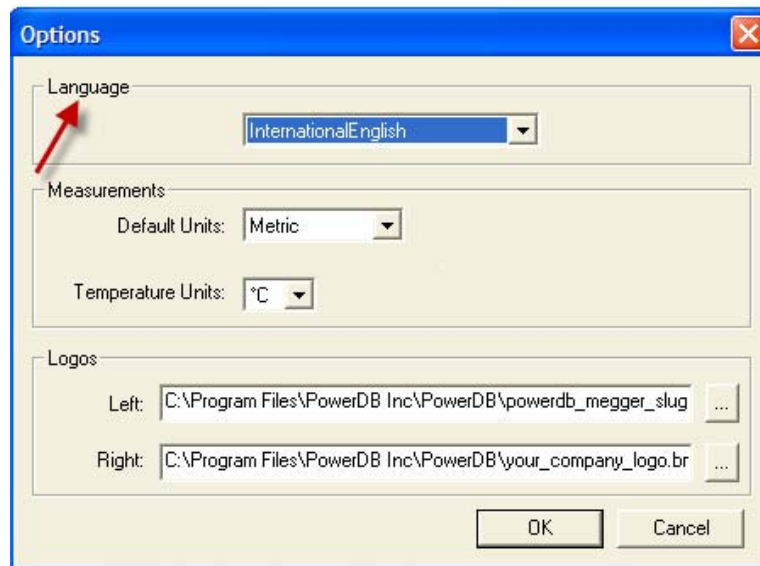 Options
Language
InternationalEnglish
Measurements
Default Units: Metric
Temperature Units: °C
Logos
Left: C:\Program Files\PowerDB Inc\PowerDB\powerdb_megger_slug ...
Right: C:\Program Files\PowerDB Inc\PowerDB\your_company_logo.br ...
OK Cancel